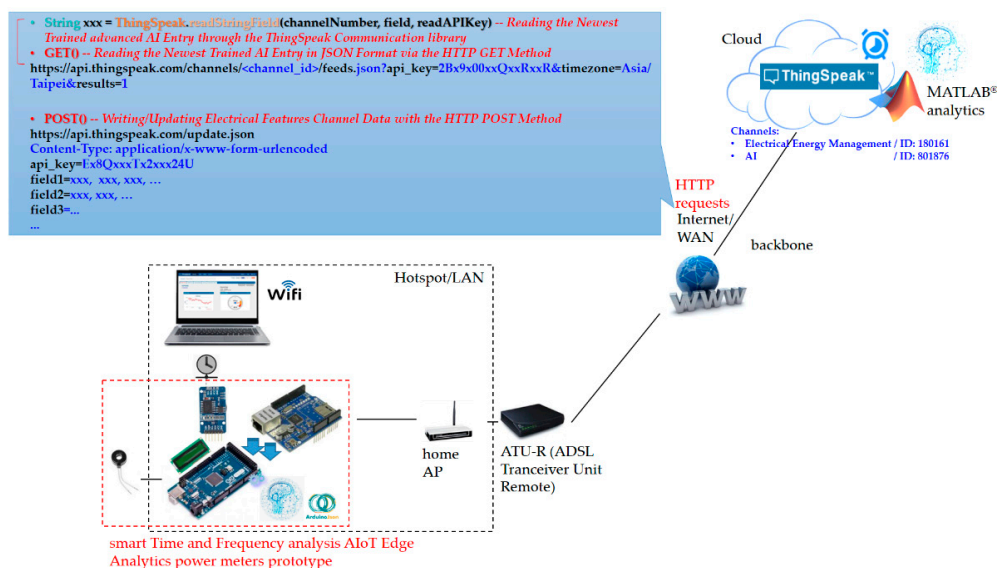 • String xxx = ThingSpeak.readStringField(channelNumber, field, readAPIKey) -- Reading the Newest
Trained advanced AI Entry through the ThingSpeak Communication library
• GET() -- Reading the Newest Trained AI Entry in JSON Format via the HTTP GET Method
https://api.thingspeak.com/channels/<channel_id>/feeds.json?api_key=2Bx9x00xxQxxRxxR&timezone=Asia/
Taipei&results=1
• POST() -- Writing/Updating Electrical Features Channel Data with the HTTP POST Method
https://api.thingspeak.com/update.json
Content-Type: application/x-www-form-urlencoded
api_key=Ex8QxxxTx2xxx24U
field1=xxx, xxx, xxx, …
field2=xxx, xxx, …
field3=...
...
Cloud
ThingSpeak™
MATLAB®
analytics
Channels:
• Electrical Energy Management / ID: 180161
• AI / ID: 801876
HTTP
requests
Internet/
WAN
backbone
WWW
Hotspot/LAN
Wifi
home
AP
ATU-R (ADSL
Tranceiver Unit
Remote)
smart Time and Frequency analysis AIoT Edge
Analytics power meters prototype